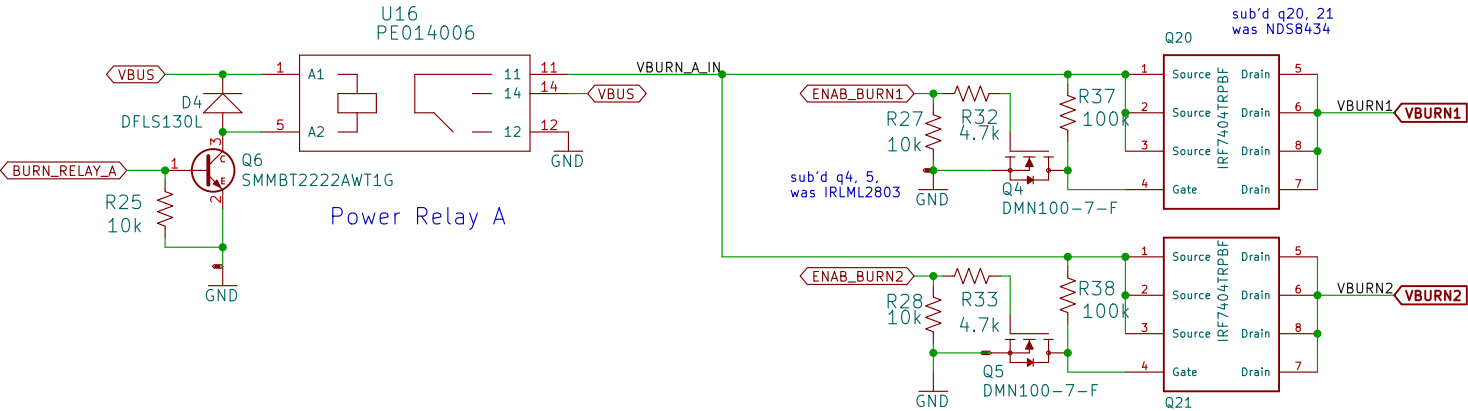 U16
PE014006
VBUS
1
A1
11
11
VBURN_A_IN
14
14
VBUS
D4
DFLS130L
5
A2
12
12
GND
3
BURN_RELAY_A
1
C
E
2
Q6
SMMBT2222AWT1G
R25
10k
Power Relay A
GND
sub'd q20, 21
was NDS8434
Q20
ENAB_BURN1
R32
4.7k
R27
10k
R37
100k
sub'd q4, 5,
was IRLML2803
GND
Q4
DMN100-7-F
1
Source
Drain
5
2
Source
Drain
6
3
Source
Drain
8
4
Gate
Drain
7
IRF7404TRPBF
VBURN1
VBURN1
ENAB_BURN2
R33
4.7k
R28
10k
R38
100k
GND
Q5
DMN100-7-F
1
Source
Drain
5
2
Source
Drain
6
3
Source
Drain
8
4
Gate
Drain
7
IRF7404TRPBF
VBURN2
VBURN2
Q21